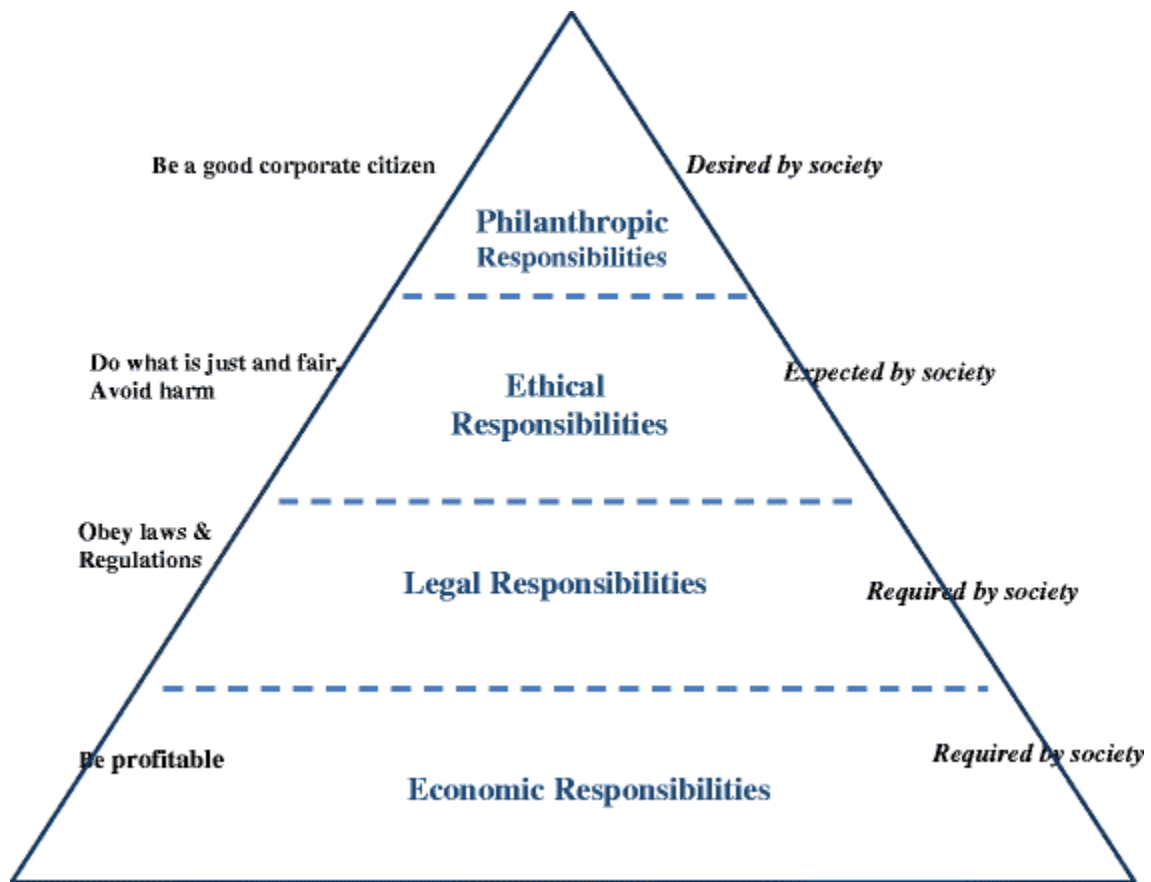 Be a good corporate citizen
Desired by society
Philanthropic
Responsibilities
Do what is just and fair,
Avoid harm
Expected by society
Ethical
Responsibilities
Obey laws &
Regulations
Legal Responsibilities
Required by society
Be profitable
Required by society
Economic Responsibilities